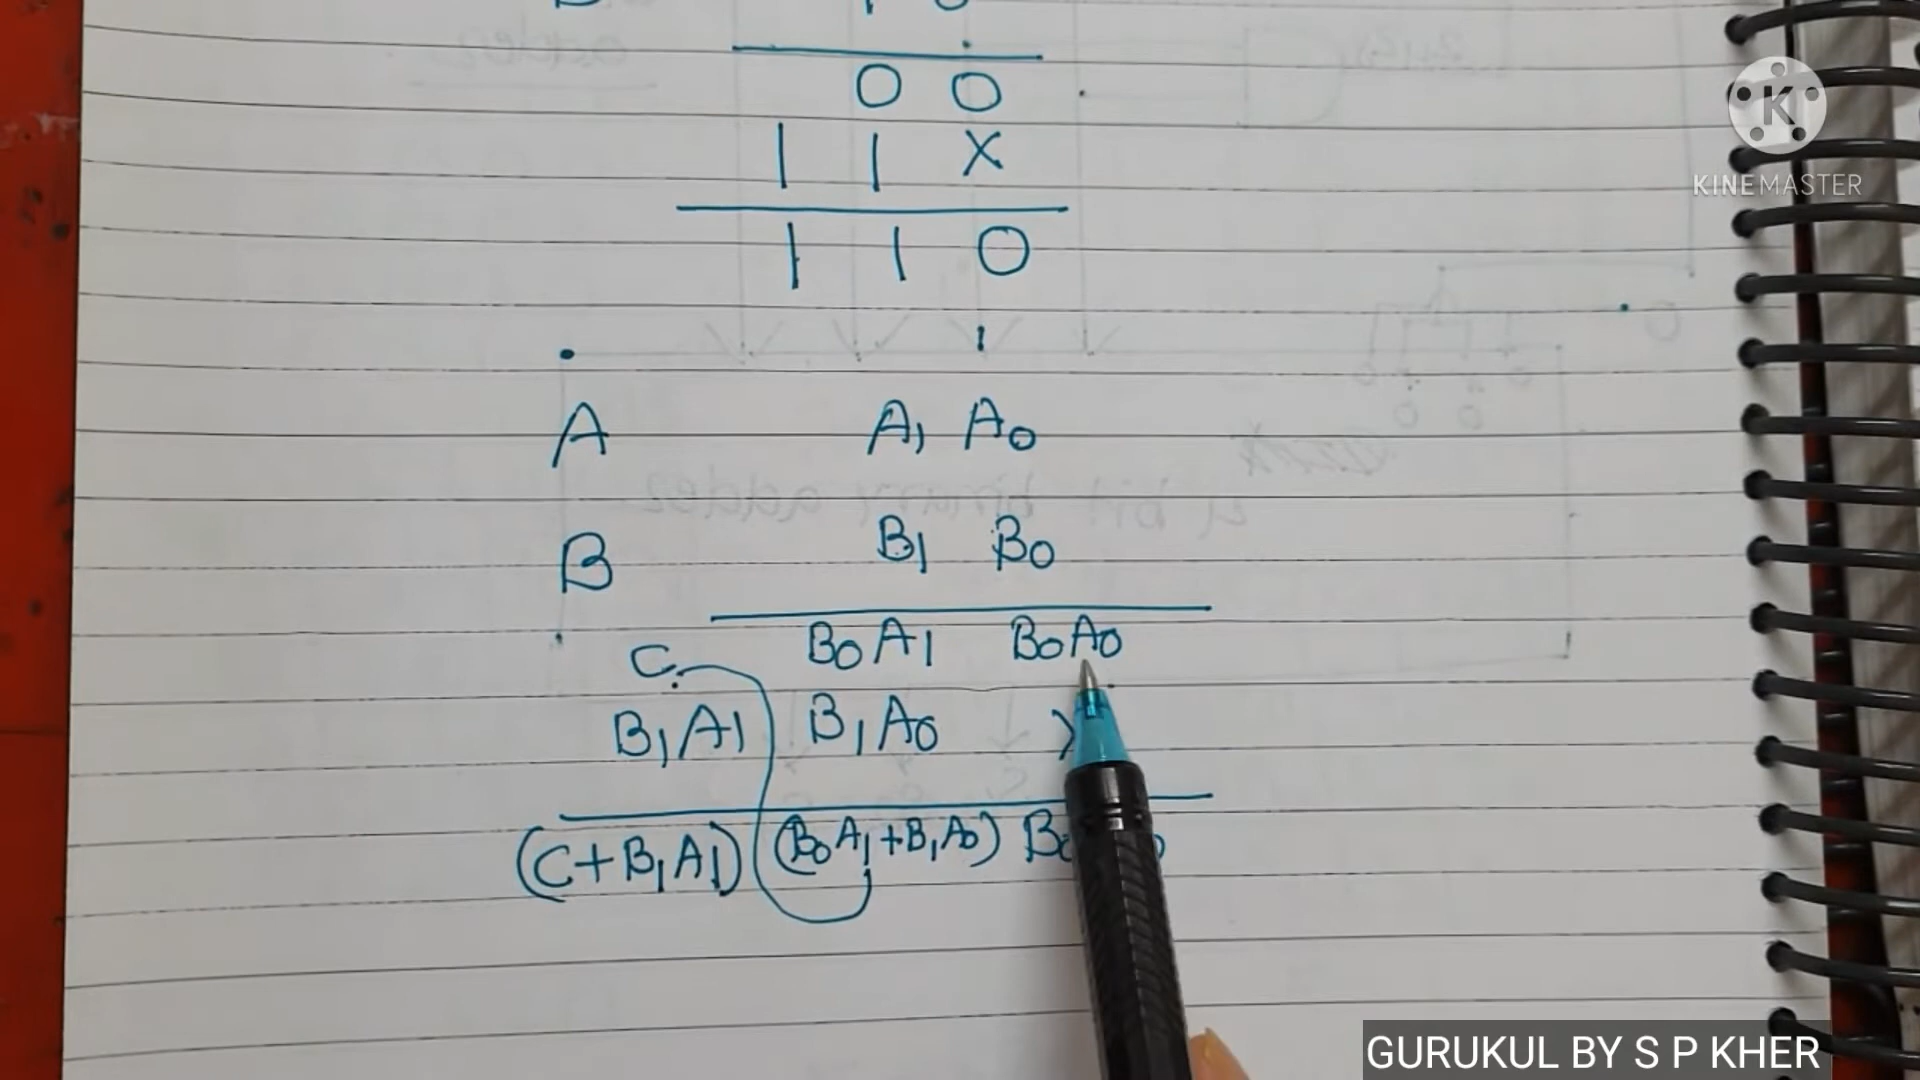 0 0
1 1 X
1 1 0
A A1 A0
B B1 B0
C B0A1 B0A0
B1A1 B1A0
(C+B1A1) (B0A1+B1A0)
KINEMASTER
GURUKUL BY S P KHER